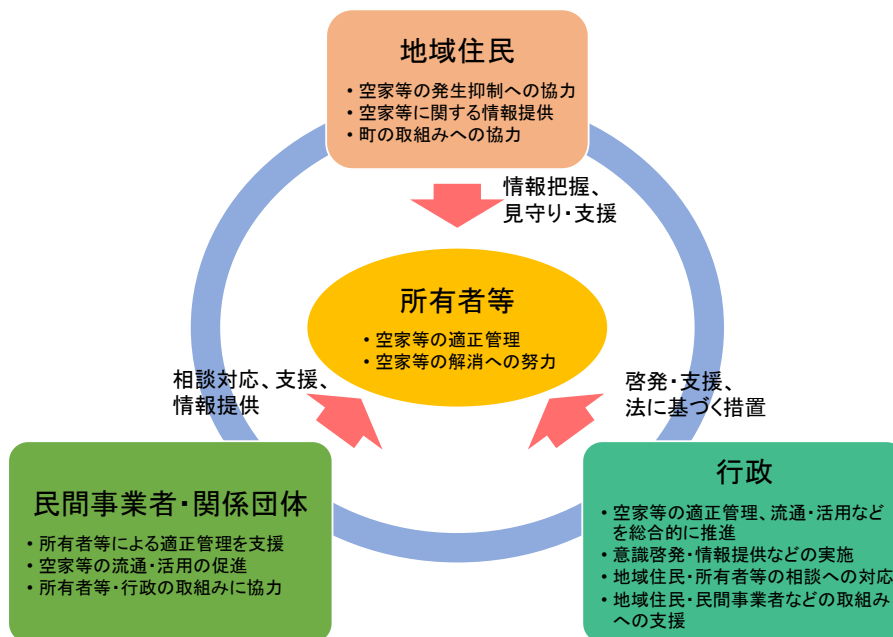 地域住民
• 空家等の発生抑制への協力
• 空家等に関する情報提供
• 町の取組みへの協力
情報把握、
見守り・支援
所有者等
• 空家等の適正管理
• 空家等の解消への努力
相談対応、支援、
情報提供
啓発・支援、
法に基づく措置
民間事業者・関係団体
• 所有者等による適正管理を支援
• 空家等の流通・活用の促進
• 所有者等・行政の取組みに協力
行政
• 空家等の適正管理、流通・活用など
を総合的に推進
• 意識啓発・情報提供などの実施
• 地域住民・所有者等の相談への対応
• 地域住民・民間事業者などの取組み
への支援